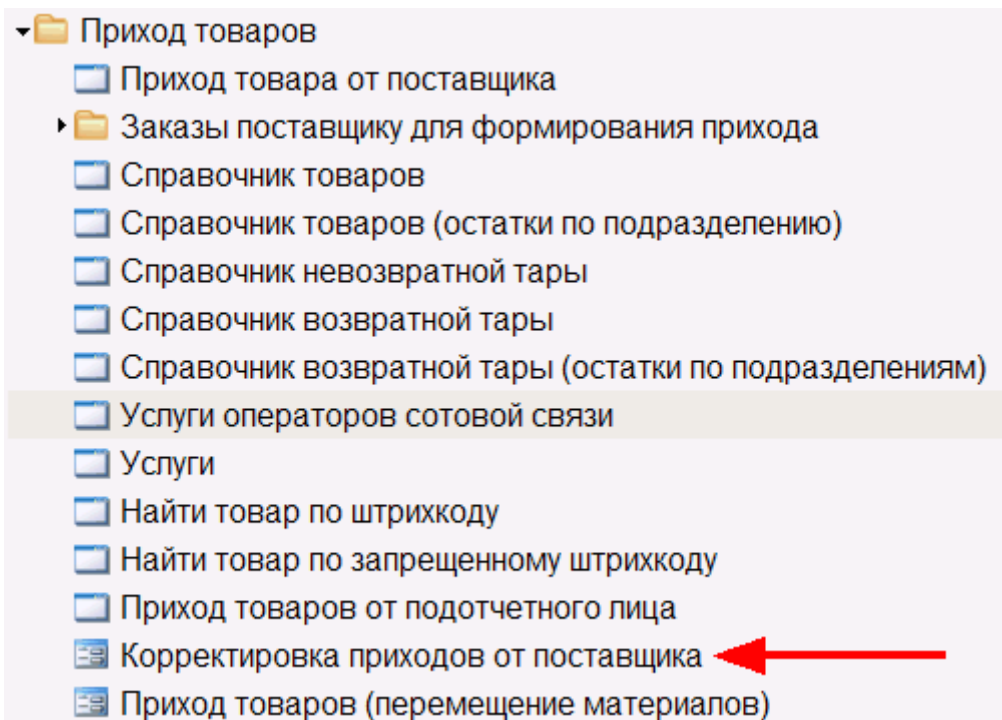 Приход товаров
Приход товара от поставщика
Заказы поставщику для формирования прихода
Справочник товаров
Справочник товаров (остатки по подразделению)
Справочник невозвратной тары
Справочник возвратной тары
Справочник возвратной тары (остатки по подразделениям)
Услуги операторов сотовой связи
Услуги
Найти товар по штрихкоду
Найти товар по запрещенному штрихкоду
Приход товаров от подотчетного лица
Корректировка приходов от поставщика
Приход товаров (перемещение материалов)